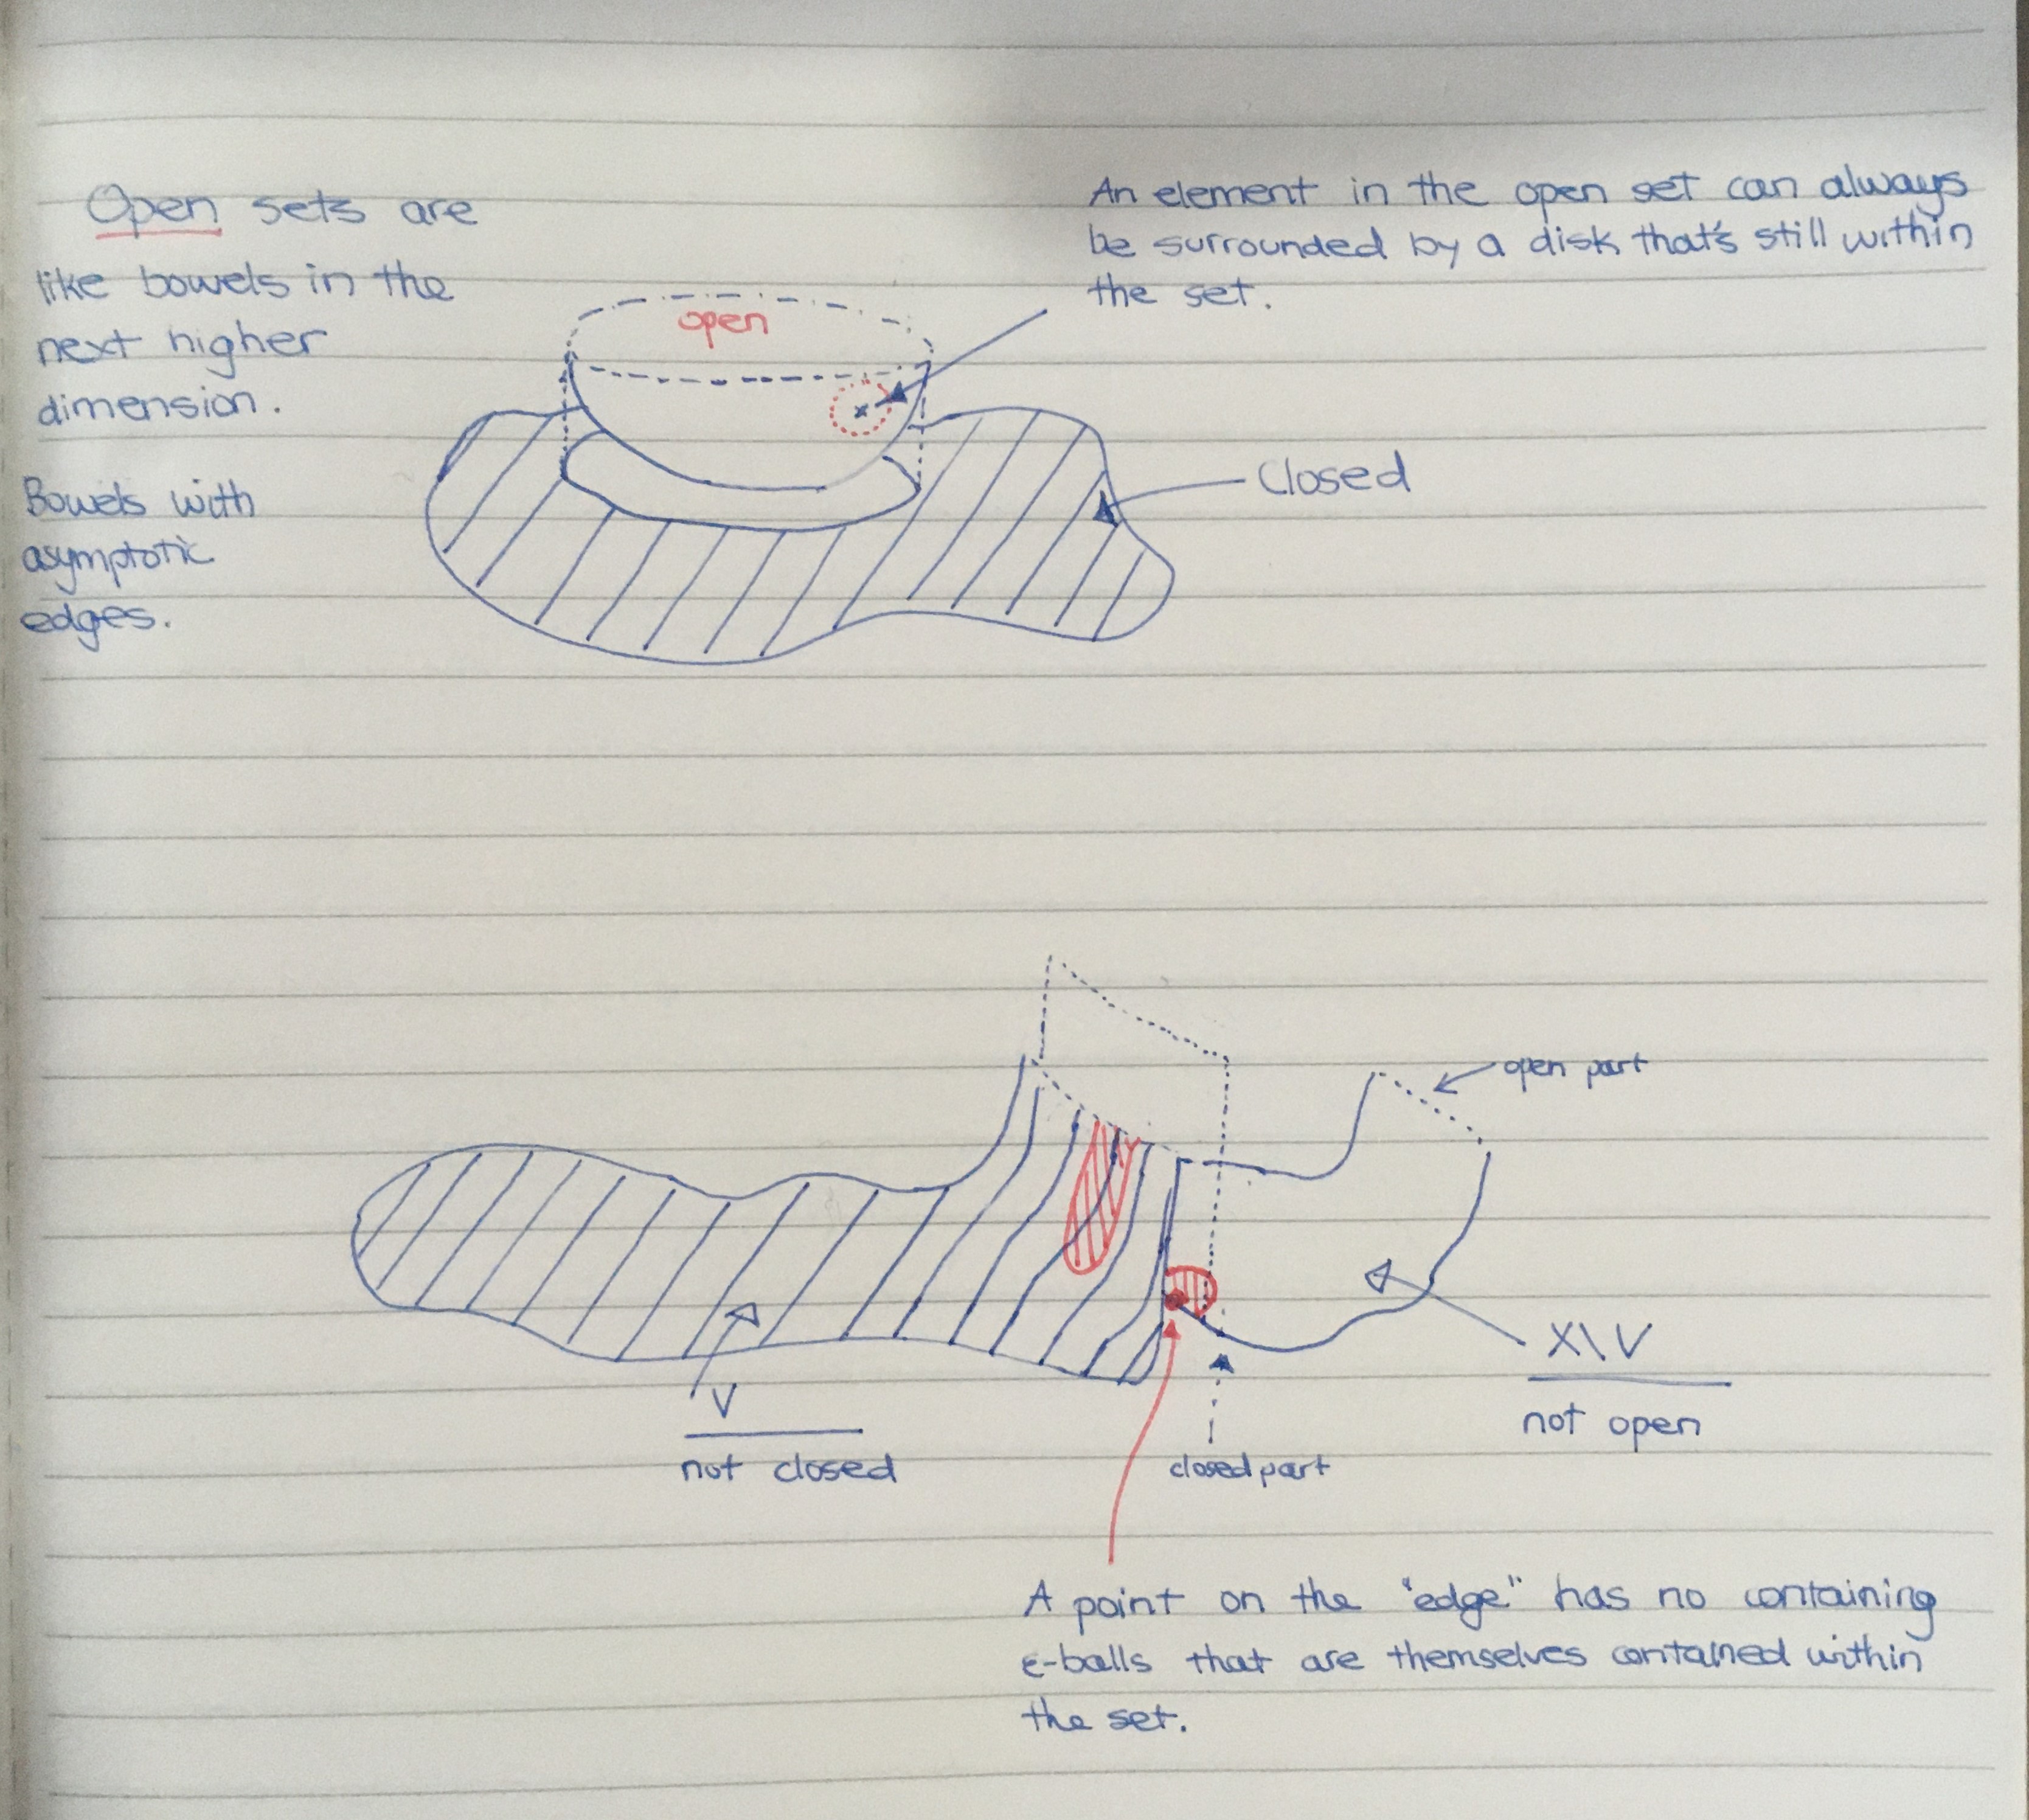 Open sets are
like bowels in the
next higher
dimension.
Bowels with
asymptotic
edges.
An element in the open set can always
be surrounded by a disk that's still within
the set.
open
x
Closed
open part
X\V
not open
V
not closed
closed part
A point on the "edge" has no containing
ε-balls that are themselves contained within
the set.